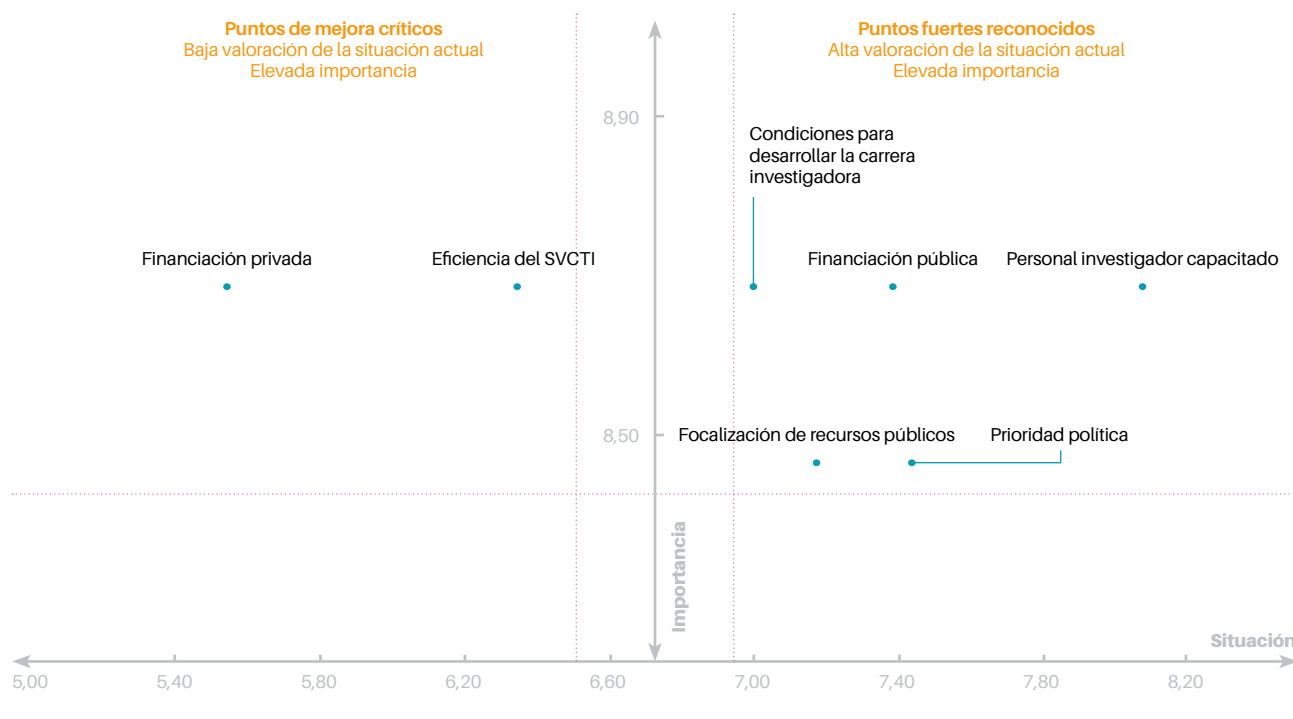 Puntos de mejora críticos
Baja valoración de la situación actual
Elevada importancia
Puntos fuertes reconocidos
Alta valoración de la situación actual
Elevada importancia
8,90
Condiciones para
desarrollar la carrera
investigadora
Financiación privada
Eficiencia del SVCTI
Financiación pública
Personal investigador capacitado
8,50
Focalización de recursos públicos
Prioridad política
Importancia
Situación
5,00
5,40
5,80
6,20
6,60
7,00
7,40
7,80
8,20